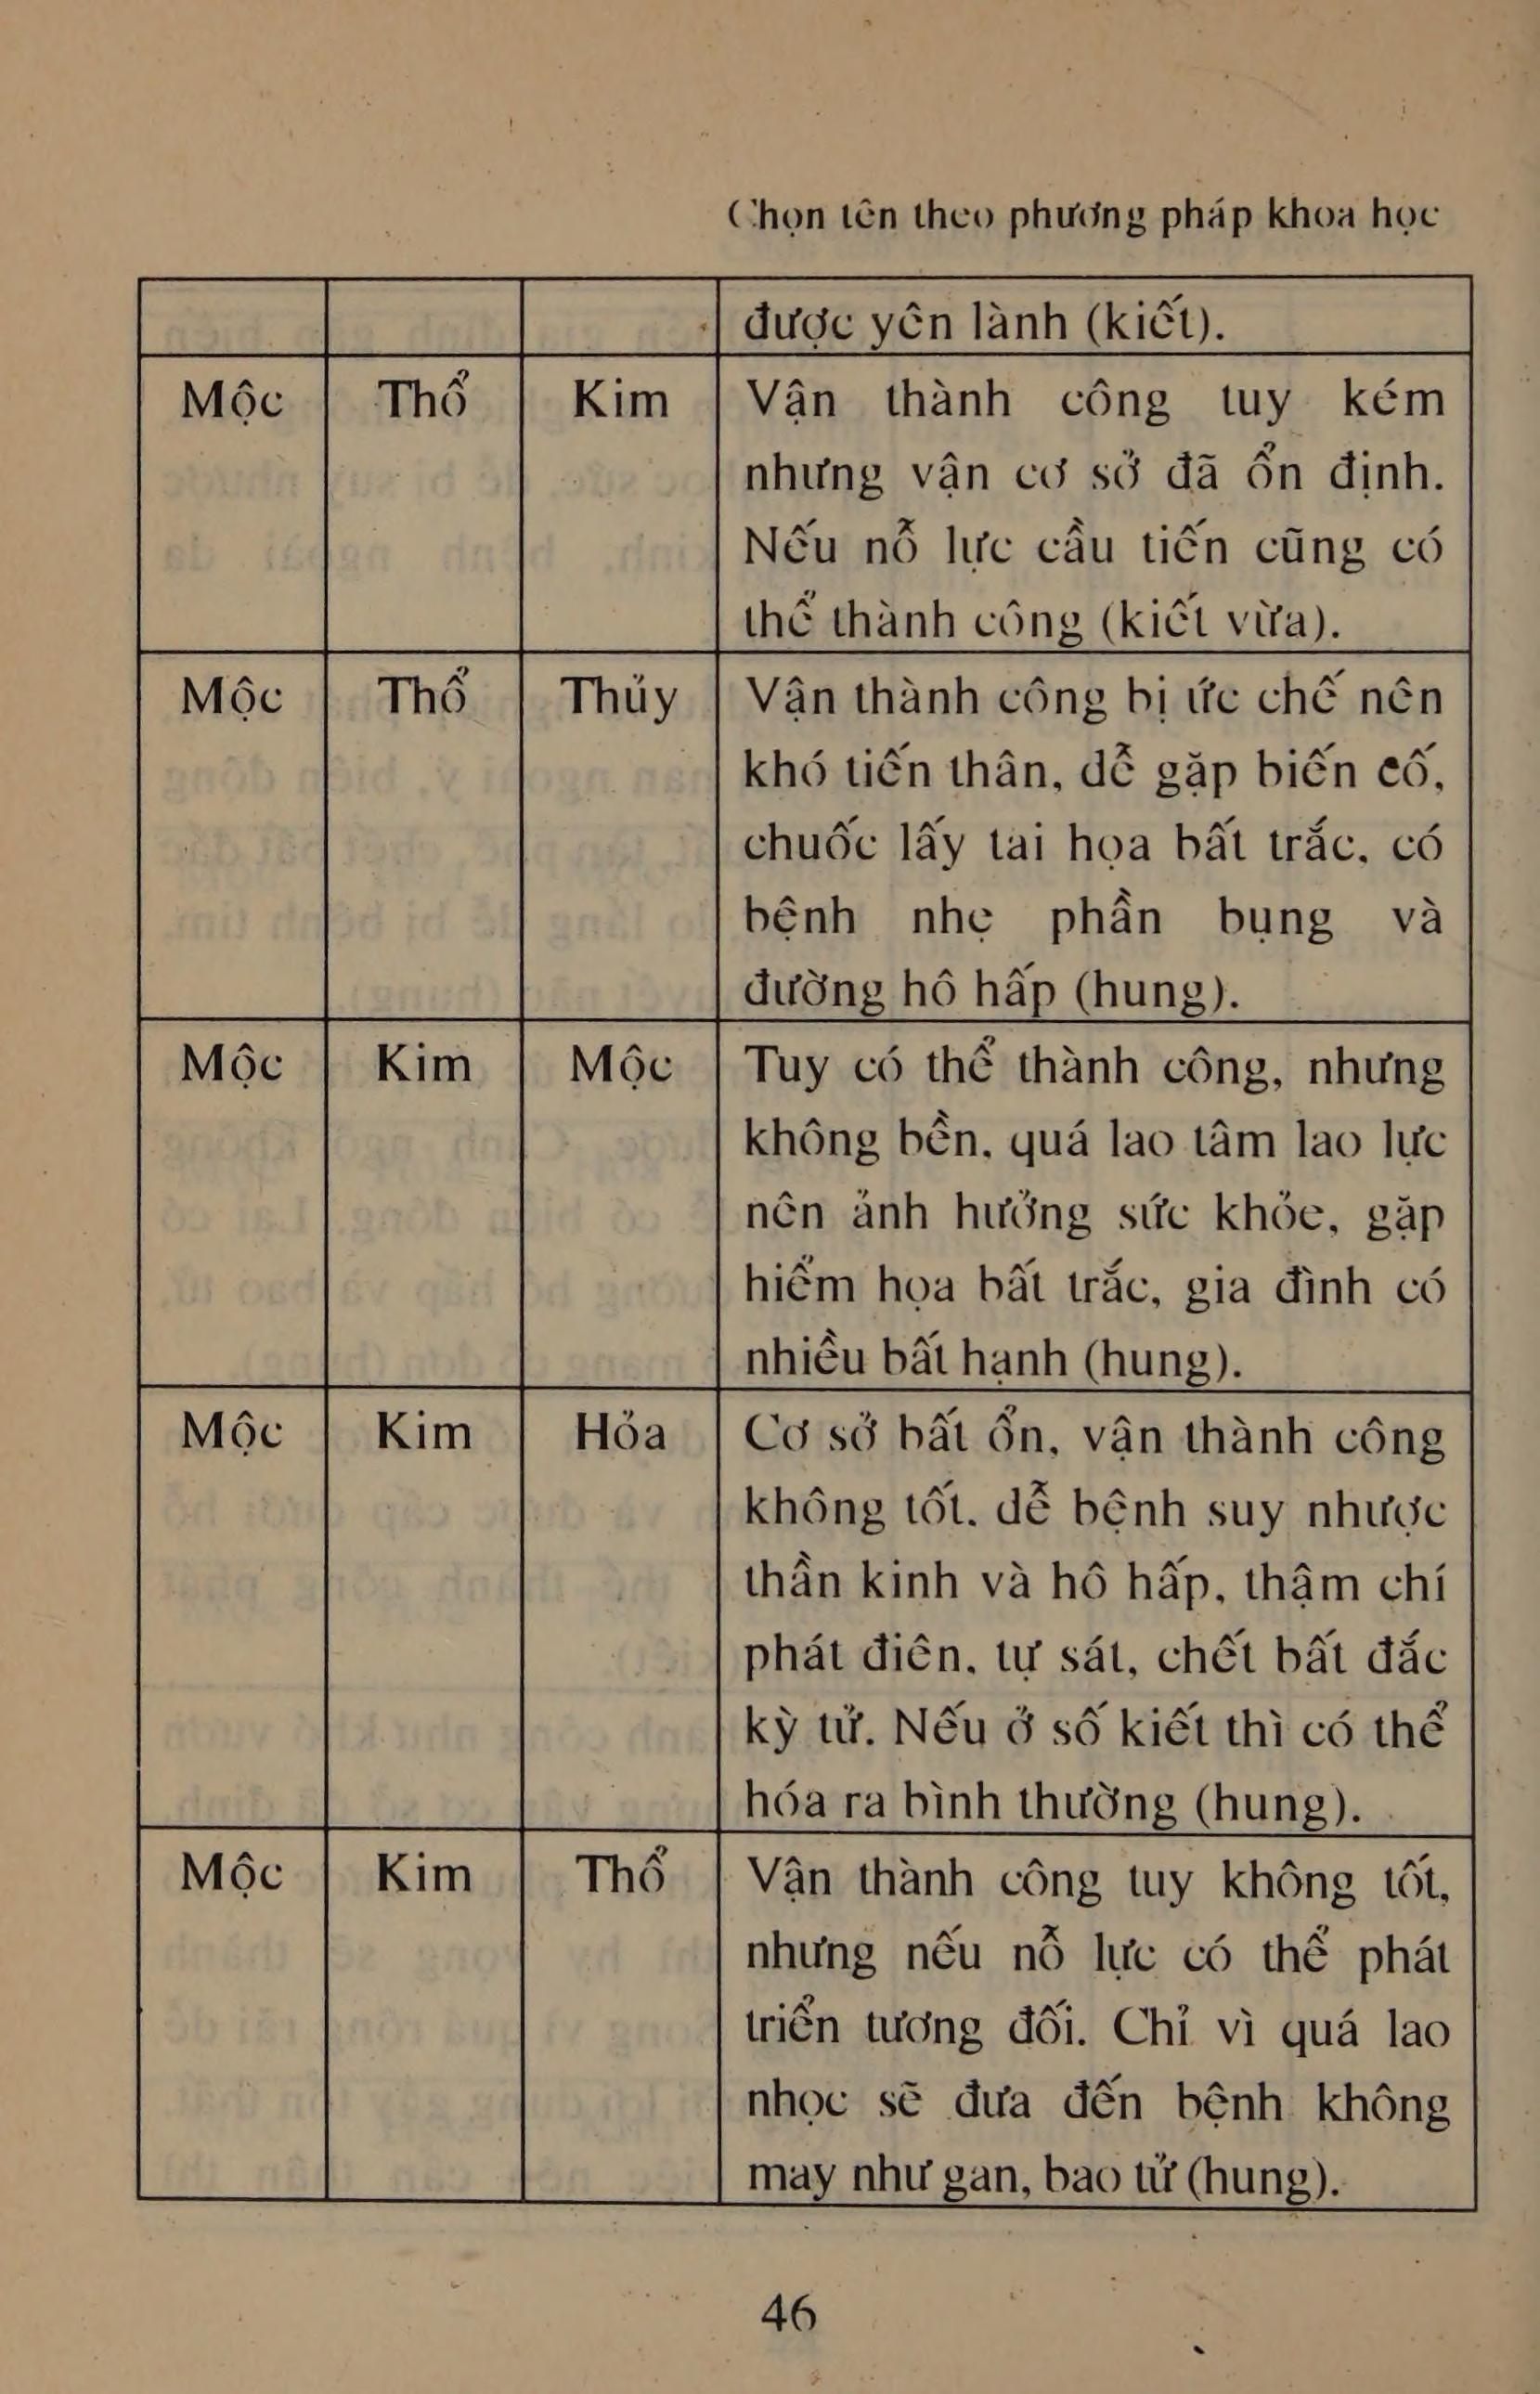 Chọn tên theo phương pháp khoa học
được yên lành (kiết).
Mộc Thổ Kim Vận thành công tuy kém
nhưng vận cơ sở đã ổn định.
Nếu nỗ lực cầu tiến cũng có
thể thành công (kiết vừa).
Mộc Thổ Thủy Vận thành công bị ức chế nên
khó tiến thân, dễ gặp biến cố,
chuốc lấy tai họa bất trắc, có
bệnh nhẹ phần bụng và
đường hô hấp (hung).
Mộc Kim Mộc Tuy có thể thành công, nhưng
không bền, quá lao tâm lao lực
nên ảnh hưởng sức khỏe, gặp
hiểm họa bất trắc, gia đình có
nhiều bất hạnh (hung).
Mộc Kim Hỏa Cơ sở bất ổn, vận thành công
không tốt, dễ bệnh suy nhược
thần kinh và hô hấp, thậm chí
phát điên, tự sát, chết bất đắc
kỳ tử. Nếu ở số kiết thì có thể
hóa ra bình thường (hung).
Mộc Kim Thổ Vận thành công tuy không tốt,
nhưng nếu nỗ lực có thể phát
triển tương đối. Chỉ vì quá lao
nhọc sẽ đưa đến bệnh không
may như gan, bao tử (hung).
46